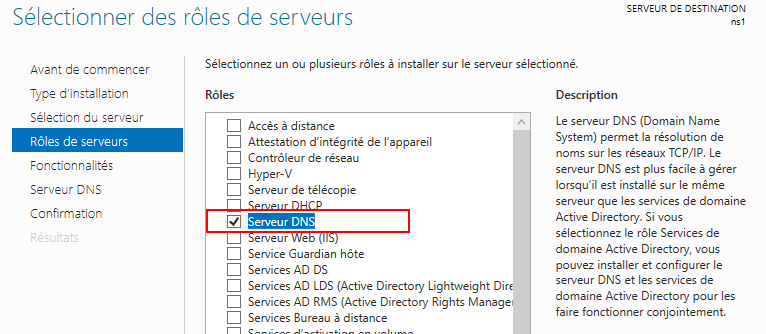 Sélectionner des rôles de serveurs
SERVEUR DE DESTINATION
ns1
Avant de commencer
Type d'installation
Sélection du serveur
Rôles de serveurs
Fonctionnalités
Serveur DNS
Confirmation
Résultats
Sélectionnez un ou plusieurs rôles à installer sur le serveur sélectionné.
Rôles
Accès à distance
Attestation d'intégrité de l'appareil
Contrôleur de réseau
Hyper-V
Serveur de télécopie
Serveur DHCP
Serveur DNS
Serveur Web (IIS)
Service Guardian hôte
Services AD DS
Services AD LDS (Active Directory Lightweight Dire
Services AD RMS (Active Directory Rights Manager
Services Bureau à distance
Services d'activation en volume
Description
Le serveur DNS (Domain Name
System) permet la résolution de
noms sur les réseaux TCP/IP. Le
serveur DNS est plus facile à gérer
lorsqu'il est installé sur le même
serveur que les services de domaine
Active Directory. Si vous
sélectionnez le rôle Services de
domaine Active Directory, vous
pouvez installer et configurer le
serveur DNS et les services de
domaine Active Directory pour les
faire fonctionner conjointement.